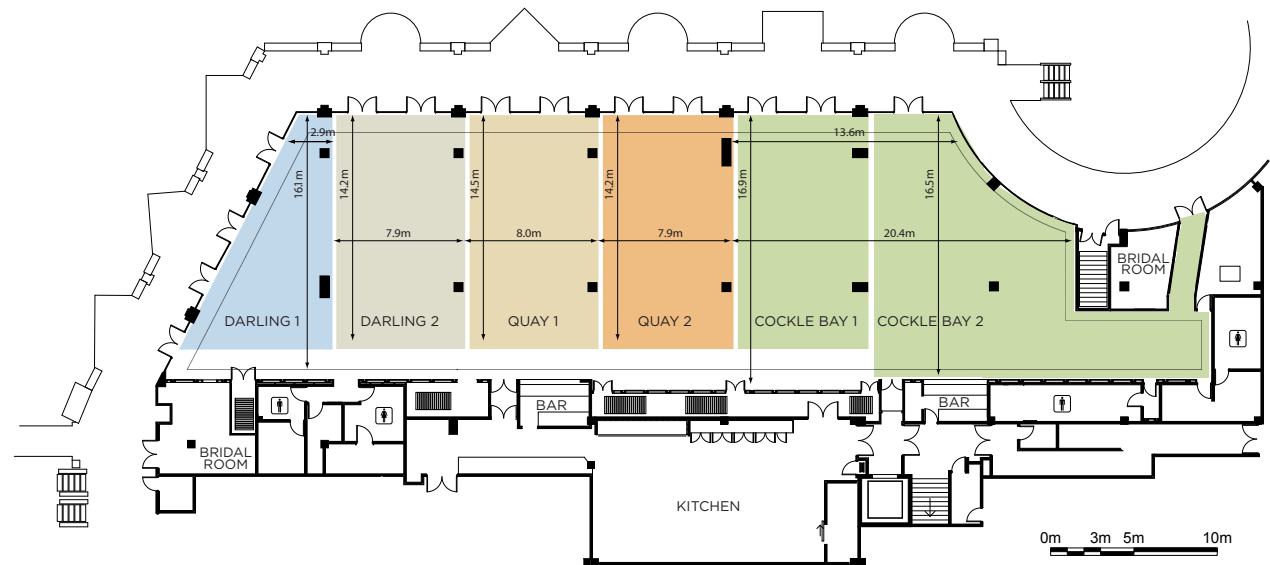 2.9m
13.6m
16.1m
14.2m
14.5m
14.2m
16.9m
16.5m
7.9m
8.0m
7.9m
20.4m
BRIDAL
ROOM
DARLING 1
DARLING 2
QUAY 1
QUAY 2
COCKLE BAY 1
COCKLE BAY 2
BAR
BAR
BRIDAL
ROOM
KITCHEN
0m 3m 5m 10m